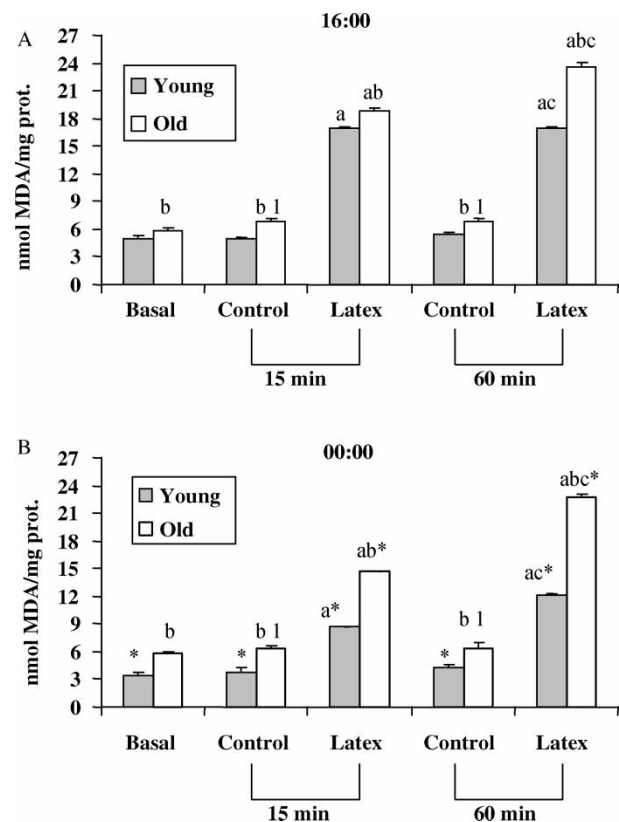 A
16:00
nmol MDA/mg prot.
27
24
21
18
15
12
9
6
3
0
Young
Old
b
b 1
a
ab
b 1
ac
abc
Basal
Control
Latex
Control
Latex
15 min
60 min
B
00:00
nmol MDA/mg prot.
27
24
21
18
15
12
9
6
3
0
Young
Old
*
b
*
b 1
a*
ab*
*
b 1
ac*
abc*
Basal
Control
Latex
Control
Latex
15 min
60 min